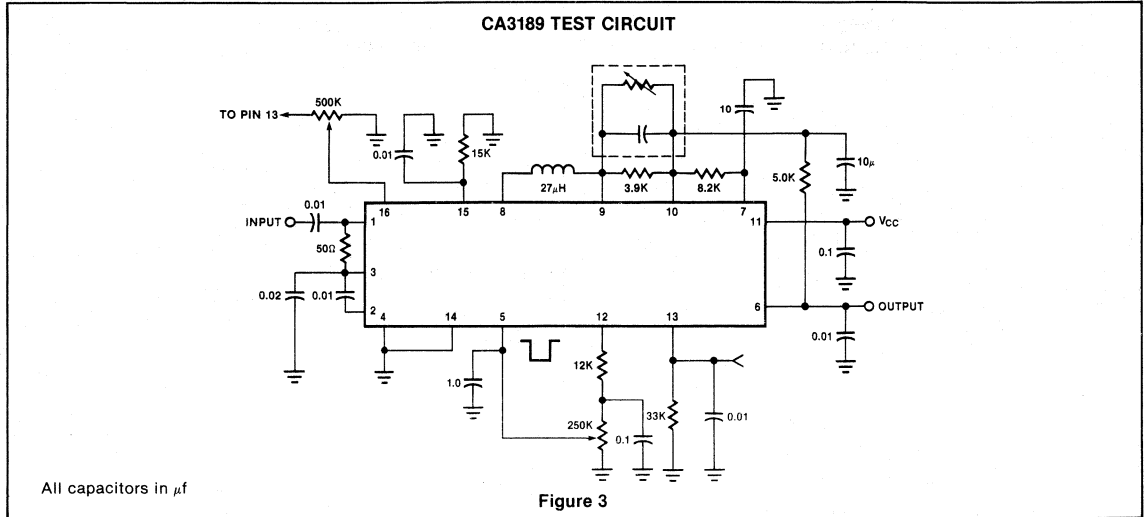 CA3189 TEST CIRCUIT
TO PIN 13
500K
0.01
15K
10
27μH
3.9K
8.2K
5.0K
10μ
INPUT
0.01
16
15
8
9
10
7
1
50Ω
3
0.02
0.01
2
11
VCC
0.1
6
OUTPUT
0.01
4
14
5
12
13
1.0
12K
250K
0.1
33K
0.01
All capacitors in μf
Figure 3